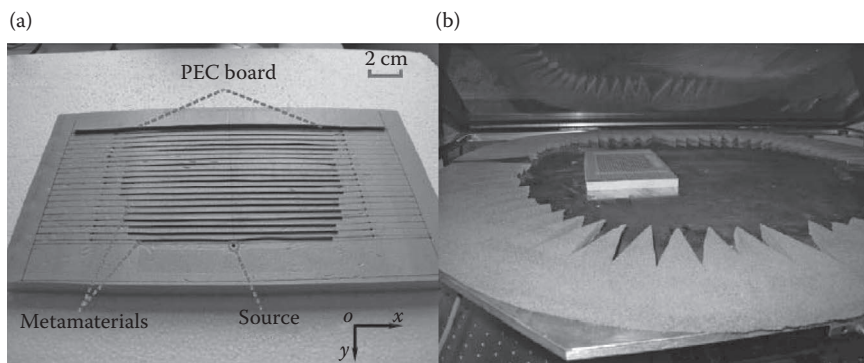 (a)
(b)
2 cm
PEC board
Metamaterials
Source
o
x
y